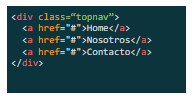 <div class=“topnav”>
<a href="#">Home</a>
<a href="#">Nosotros</a>
<a href="#">Contacto</a>
</div>